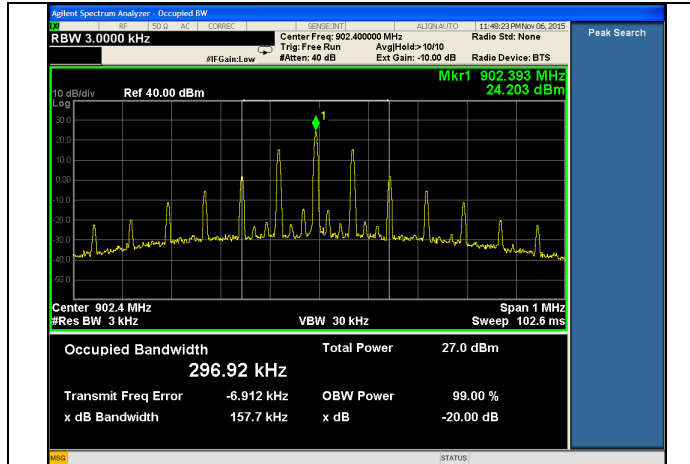 Agilent Spectrum Analyzer - Occupied BW
RF 50 Ω AC CORREC SENSE:INT ALIGN AUTO 11:48:23 PM Nov 06, 2015
RBW 3.0000 kHz
Center Freq: 902.400000 MHz Radio Std: None
Trig: Free Run Avg|Hold:> 10/10
#IFGain:Low #Atten: 40 dB Ext Gain: -10.00 dB Radio Device: BTS
Peak Search
Mkr1 902.393 MHz
24.203 dBm
10 dB/div Ref 40.00 dBm
Log
30.0
20.0
10.0
0.00
-10.0
-20.0
-30.0
-40.0
-50.0
1
Center 902.4 MHz Span 1 MHz
#Res BW 3 kHz VBW 30 kHz Sweep 102.6 ms
Occupied Bandwidth Total Power 27.0 dBm
296.92 kHz
Transmit Freq Error -6.912 kHz OBW Power 99.00 %
x dB Bandwidth 157.7 kHz x dB -20.00 dB
MSG STATUS